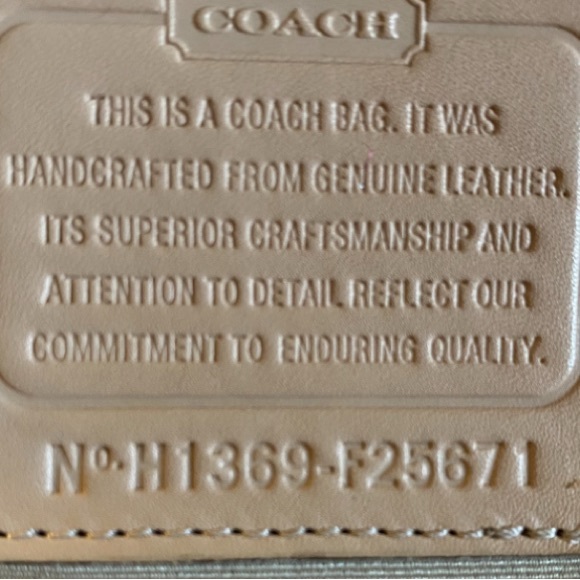 COACH
THIS IS A COACH BAG. IT WAS
HANDCRAFTED FROM GENUINE LEATHER.
ITS SUPERIOR CRAFTSMANSHIP AND
ATTENTION TO DETAIL REFLECT OUR
COMMITMENT TO ENDURING QUALITY.
Nº·H1369-F25671